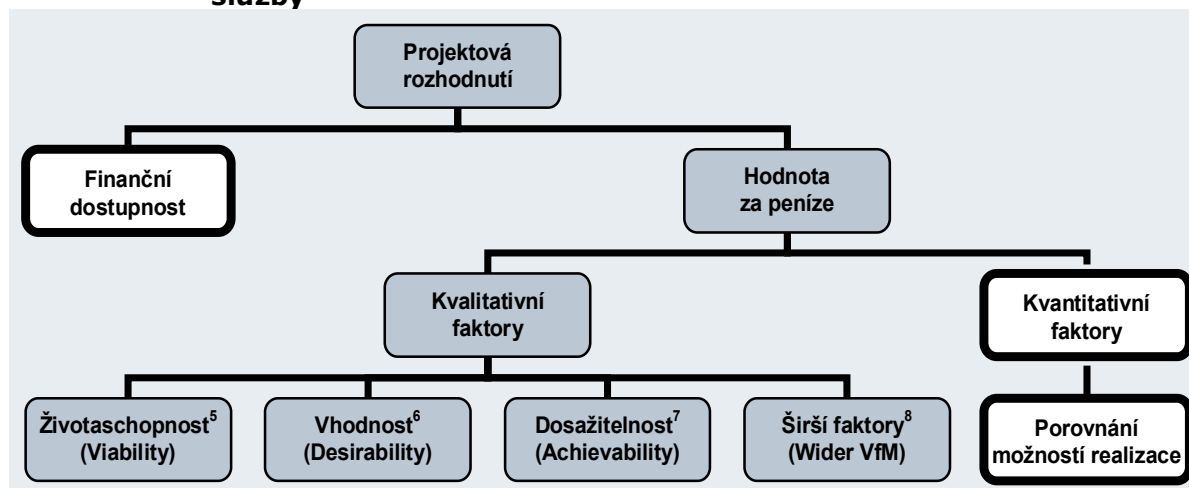 služby
Projektová
rozhodnutí
Finanční
dostupnost
Hodnota
za peníze
Kvalitativní
faktory
Kvantitativní
faktory
Životaschopnost5
(Viability)
Vhodnost6
(Desirability)
Dosažitelnost7
(Achievability)
Širší faktory8
(Wider VfM)
Porovnání
možností realizace